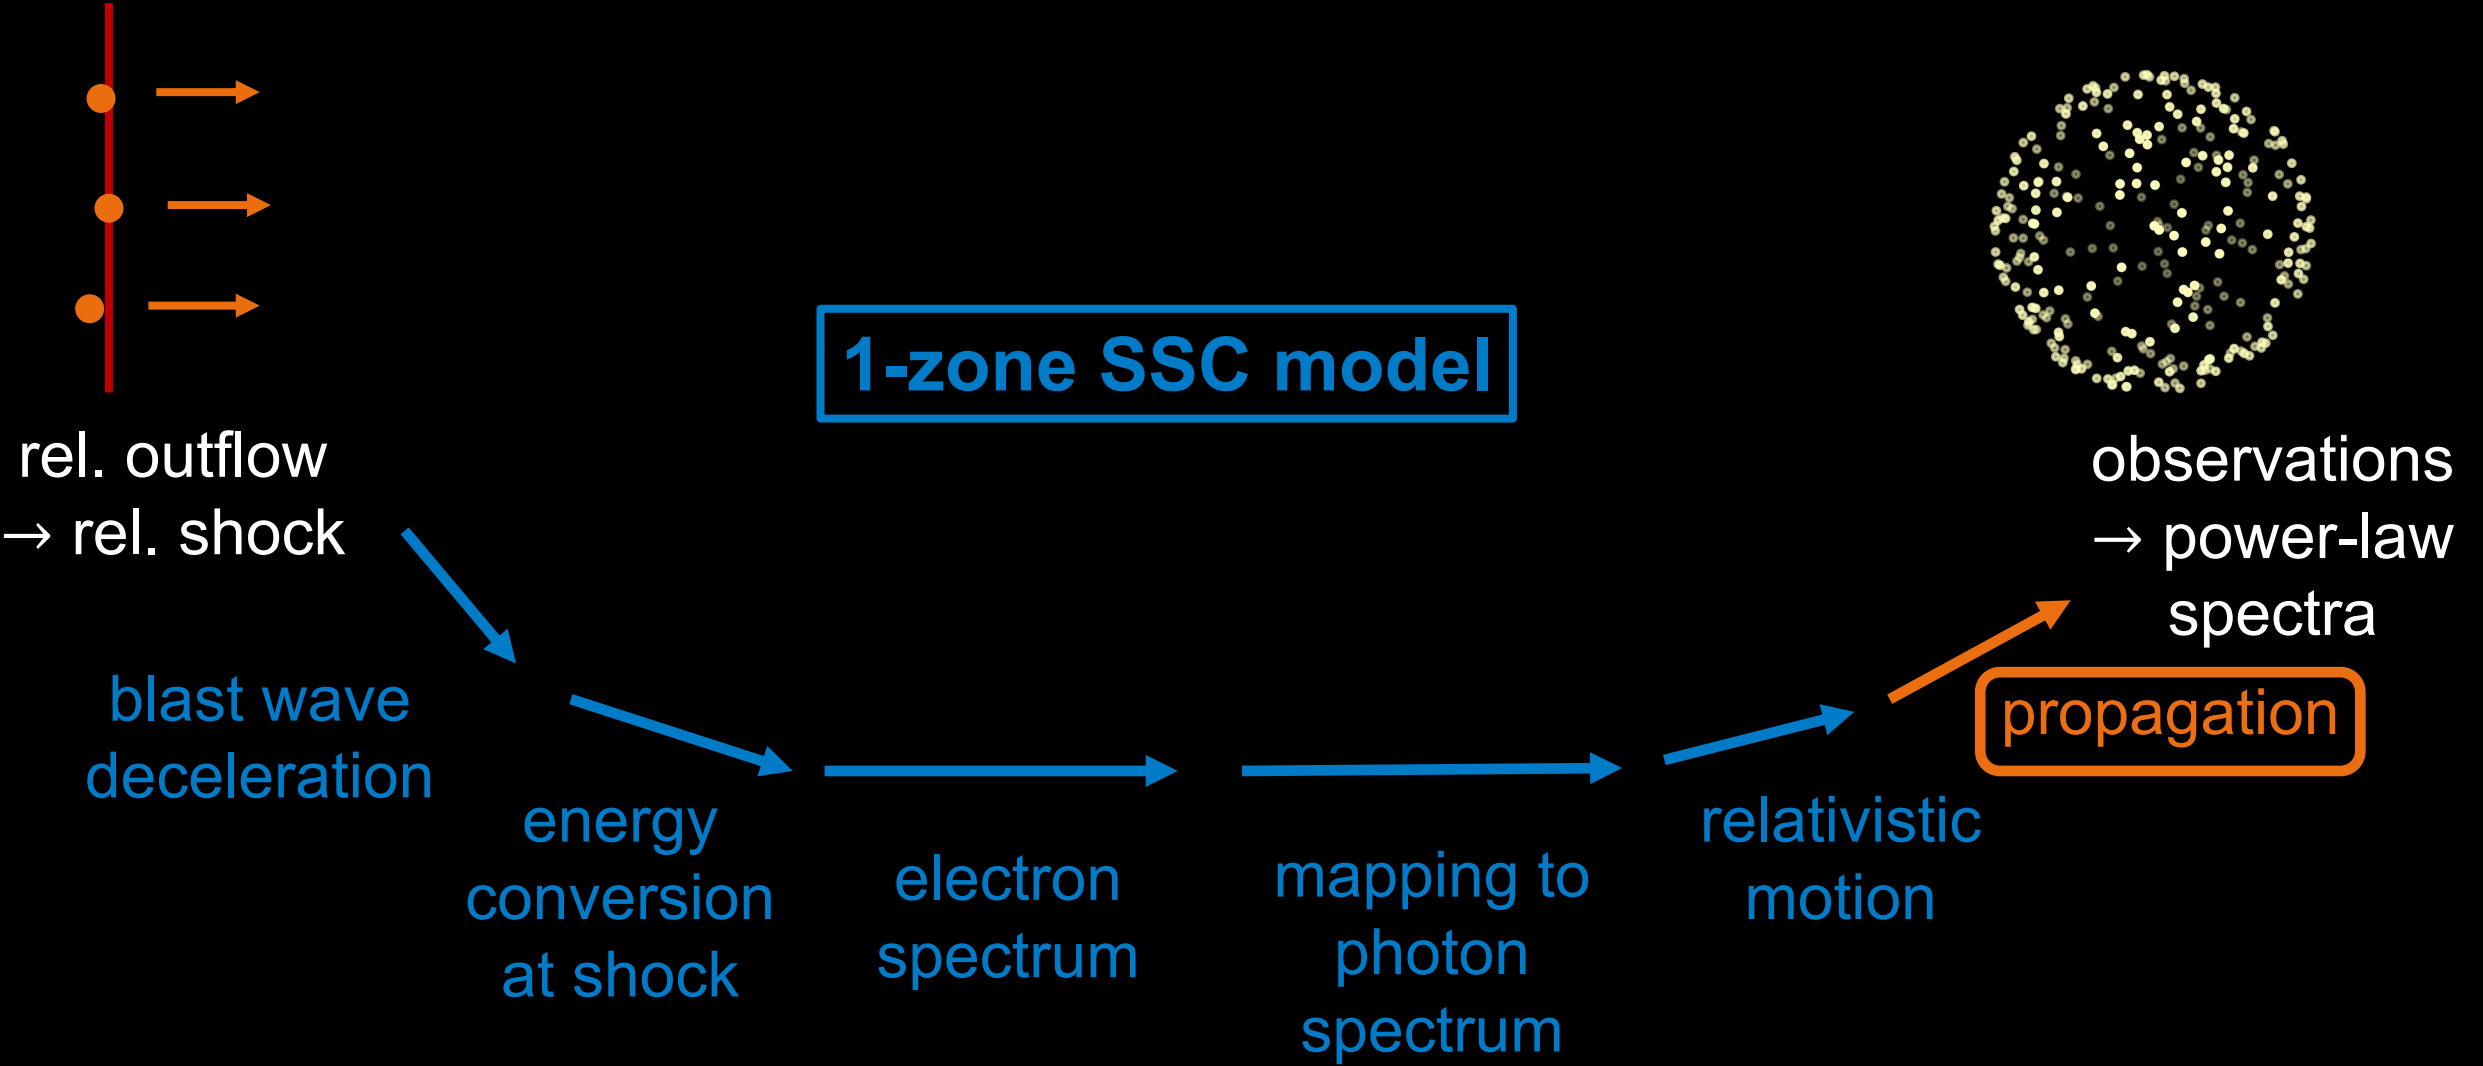 1-zone SSC model
rel. outflow
→ rel. shock
blast wave
deceleration
energy
conversion
at shock
electron
spectrum
mapping to
photon
spectrum
relativistic
motion
propagation
observations
→ power-law
spectra